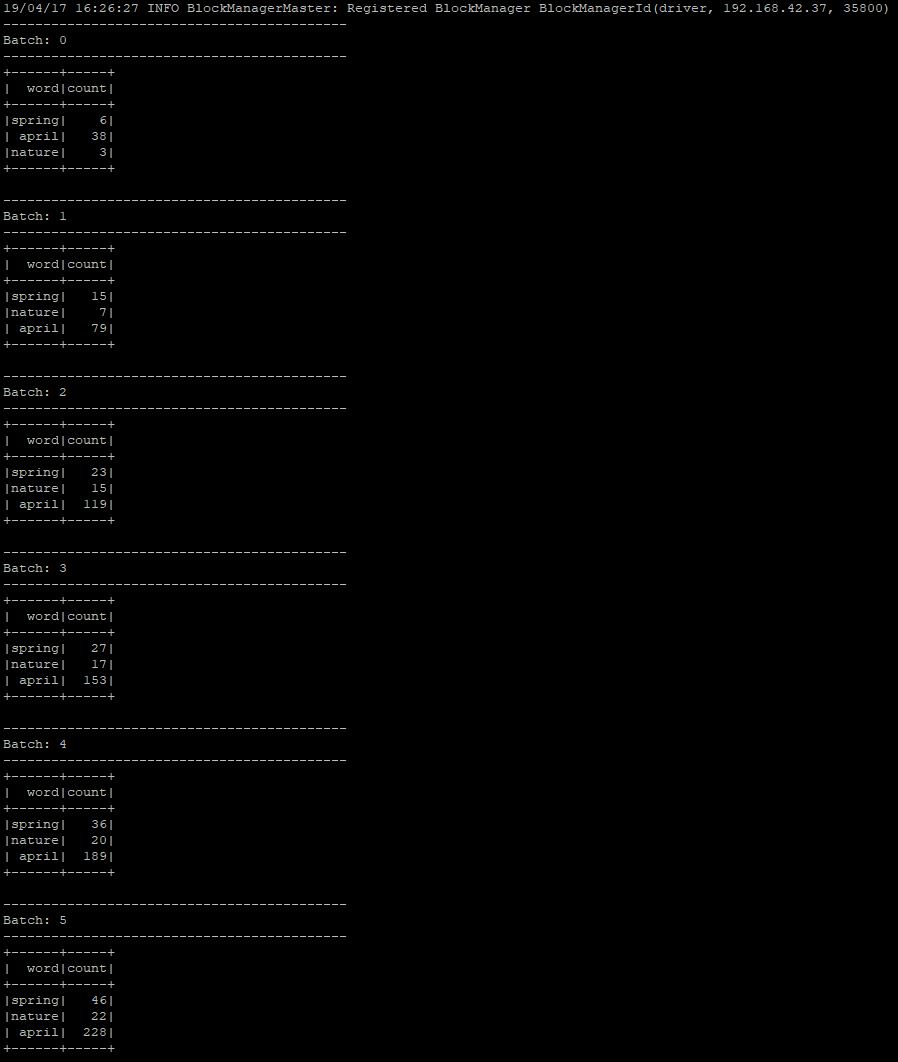 19/04/17 16:26:27 INFO BlockManagerMaster: Registered BlockManager BlockManagerId(driver, 192.168.42.37, 35800)
-------------------------------------------
Batch: 0
-------------------------------------------
+------+-----+
|  word|count|
+------+-----+
|spring|    6|
| april|   38|
|nature|    3|
+------+-----+

-------------------------------------------
Batch: 1
-------------------------------------------
+------+-----+
|  word|count|
+------+-----+
|spring|   15|
|nature|    7|
| april|   79|
+------+-----+

-------------------------------------------
Batch: 2
-------------------------------------------
+------+-----+
|  word|count|
+------+-----+
|spring|   23|
|nature|   15|
| april|  119|
+------+-----+

-------------------------------------------
Batch: 3
-------------------------------------------
+------+-----+
|  word|count|
+------+-----+
|spring|   27|
|nature|   17|
| april|  153|
+------+-----+

-------------------------------------------
Batch: 4
-------------------------------------------
+------+-----+
|  word|count|
+------+-----+
|spring|   36|
|nature|   20|
| april|  189|
+------+-----+

-------------------------------------------
Batch: 5
-------------------------------------------
+------+-----+
|  word|count|
+------+-----+
|spring|   46|
|nature|   22|
| april|  228|
+------+-----+